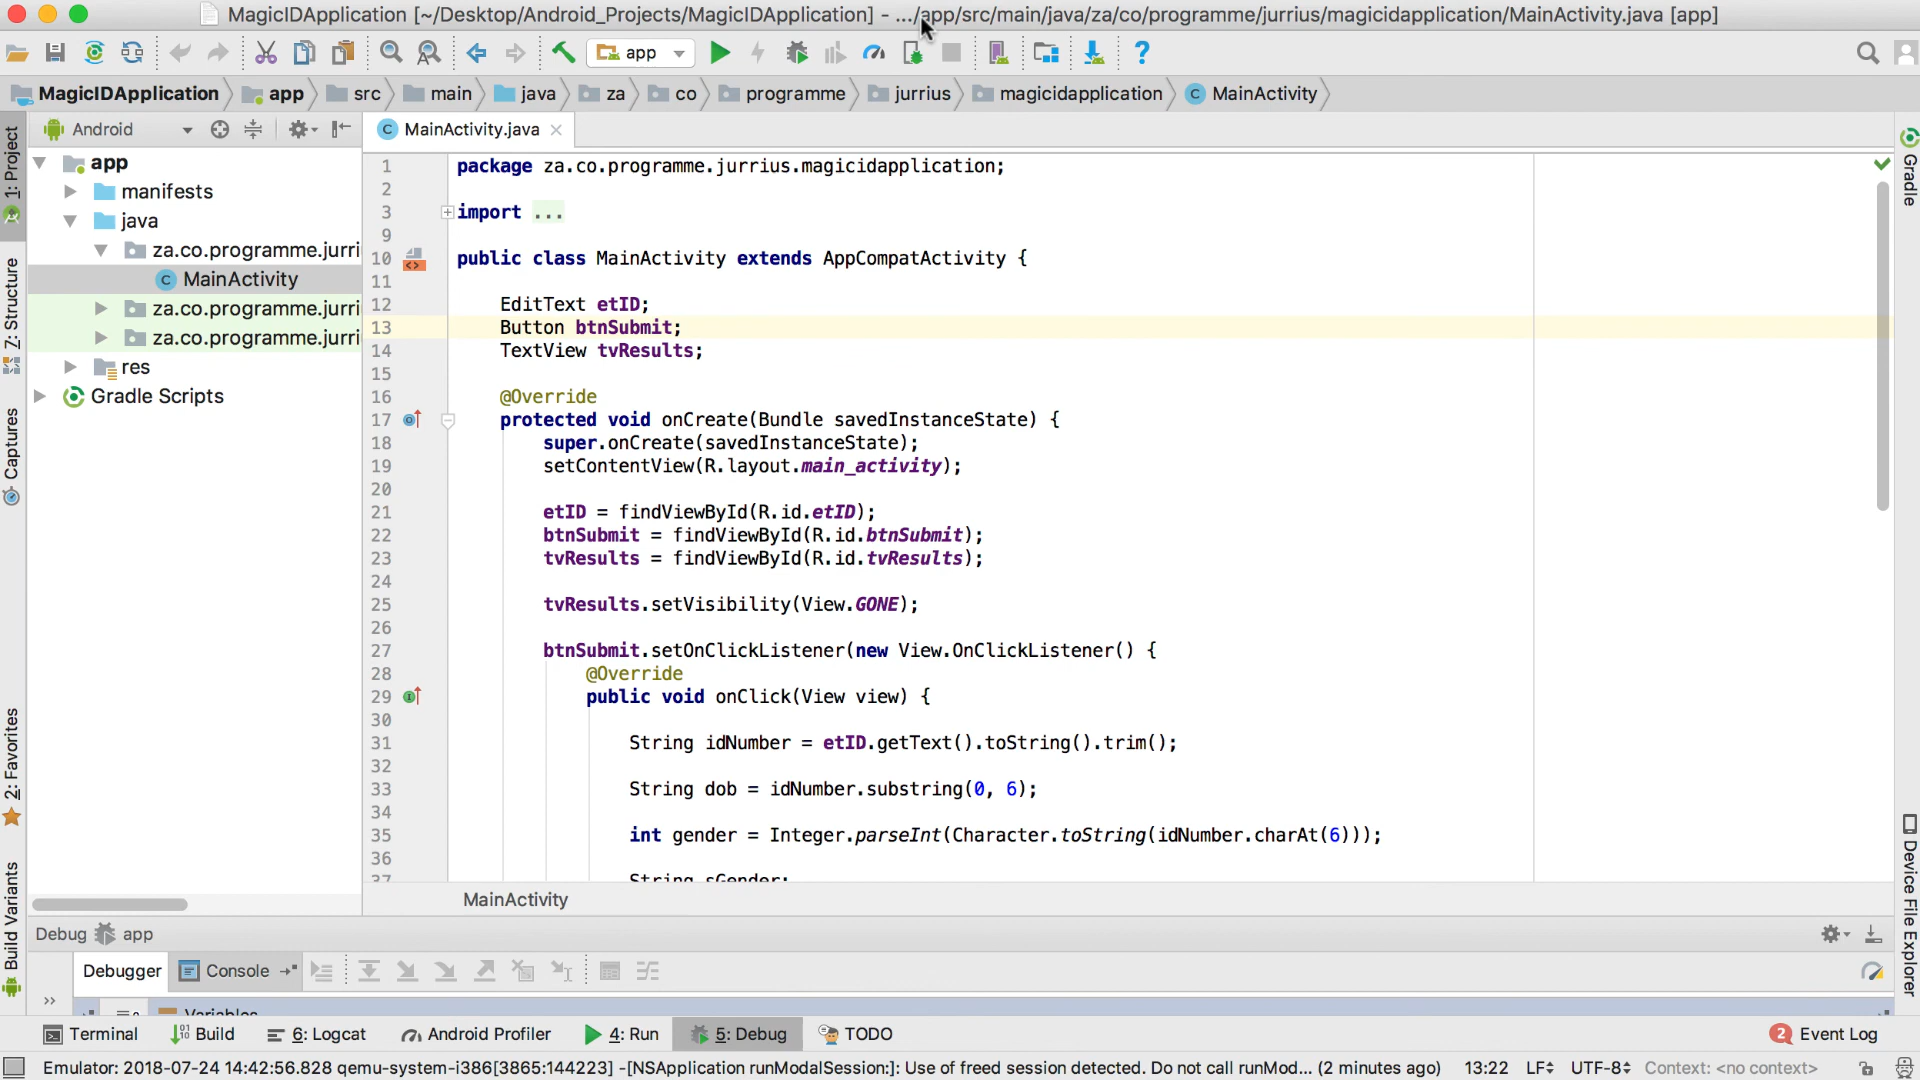 MagicIDApplication [~/Desktop/Android_Projects/MagicIDApplication] - .../app/src/main/java/za/co/programme/jurrius/magicidapplication/MainActivity.java [app]
app
MagicIDApplication app src main java za co programme jurrius magicidapplication MainActivity
Android
MainActivity.java
1: Project
Z: Structure
Captures
2: Favorites
Build Variants
app
manifests
java
za.co.programme.jurri
MainActivity
za.co.programme.jurri
za.co.programme.jurri
res
Gradle Scripts
1 package za.co.programme.jurrius.magicidapplication;
2
3 import ...
9
10 public class MainActivity extends AppCompatActivity {
11
12 EditText etID;
13 Button btnSubmit;
14 TextView tvResults;
15
16 @Override
17 protected void onCreate(Bundle savedInstanceState) {
18 super.onCreate(savedInstanceState);
19 setContentView(R.layout.main_activity);
20
21 etID = findViewById(R.id.etID);
22 btnSubmit = findViewById(R.id.btnSubmit);
23 tvResults = findViewById(R.id.tvResults);
24
25 tvResults.setVisibility(View.GONE);
26
27 btnSubmit.setOnClickListener(new View.OnClickListener() {
28 @Override
29 public void onClick(View view) {
30
31 String idNumber = etID.getText().toString().trim();
32
33 String dob = idNumber.substring(0, 6);
34
35 int gender = Integer.parseInt(Character.toString(idNumber.charAt(6)));
36
37 String sGender;
MainActivity
Gradle
Device File Explorer
Debug app
Debugger Console
Variables
Terminal Build 6: Logcat Android Profiler 4: Run 5: Debug TODO 2 Event Log
Emulator: 2018-07-24 14:42:56.828 qemu-system-i386[3865:144223] -[NSApplication runModalSession:]: Use of freed session detected. Do not call runMod... (2 minutes ago) 13:22 LF UTF-8 Context: <no context>